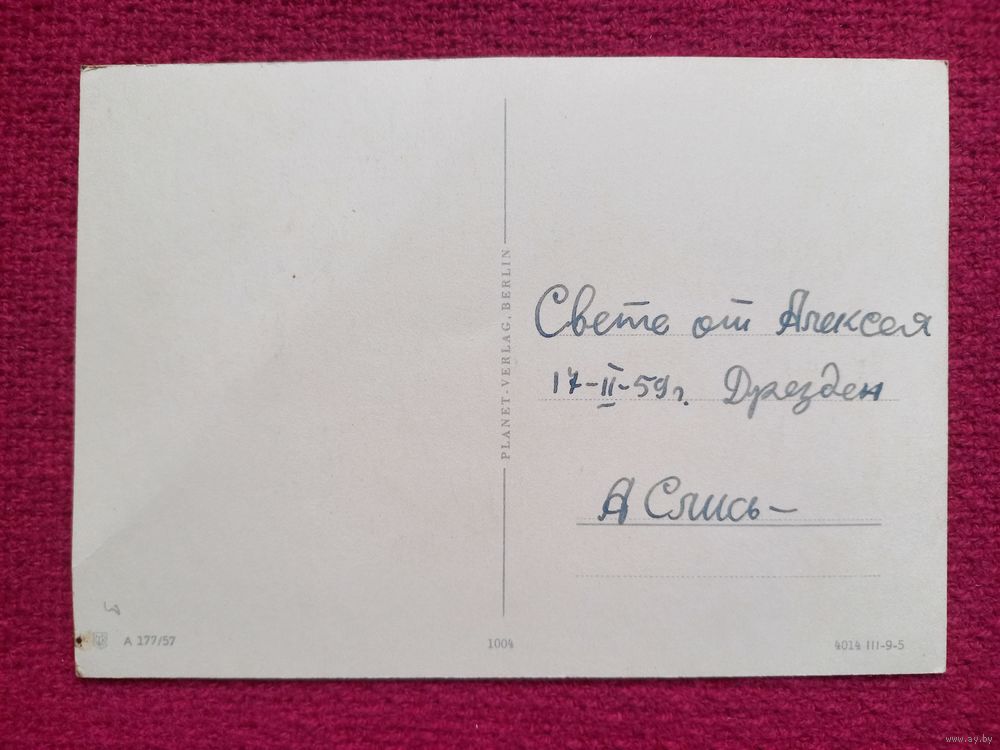 Свете от Алексея
17-II-59г. Дрезден
А Слись
PLANET-VERLAG, BERLIN
A 177/57
1004
4014 III-9-5
www.ay.by